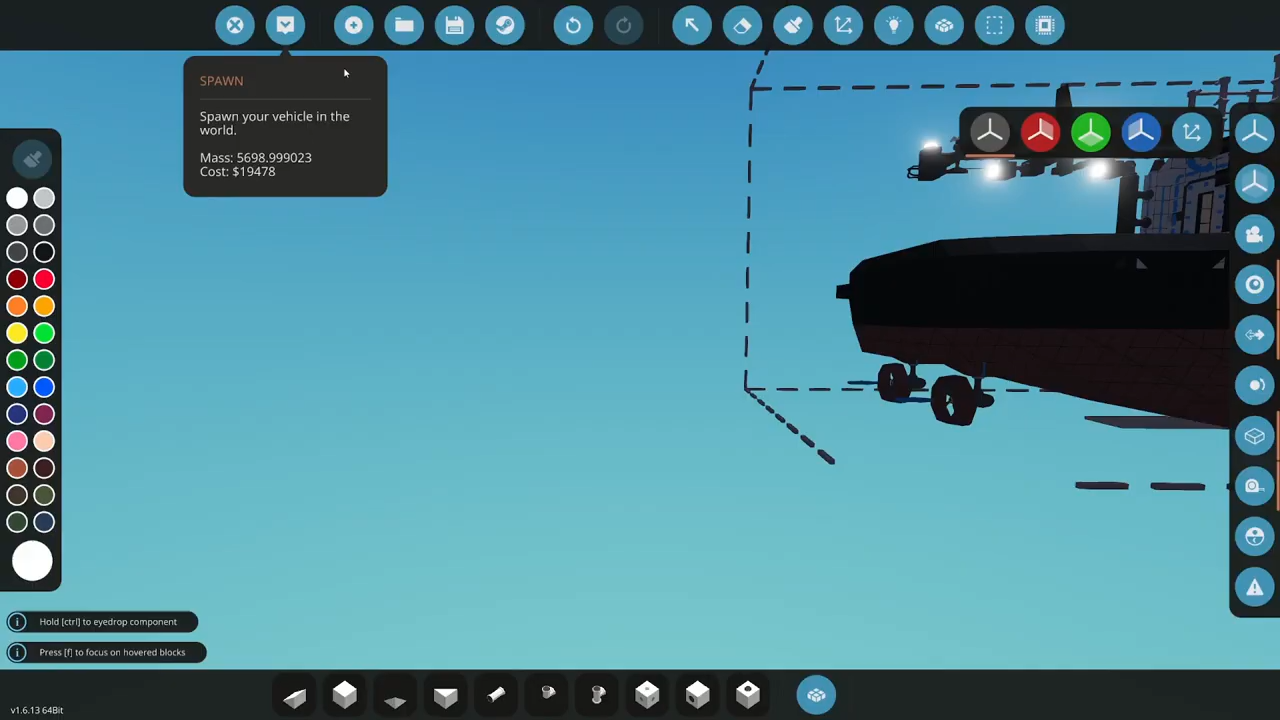 SPAWN
Spawn your vehicle in the
world.
Mass: 5698.999023
Cost: $19478
Hold [ctrl] to eyedrop component
Press [f] to focus on hovered blocks
v1.6.13 64Bit